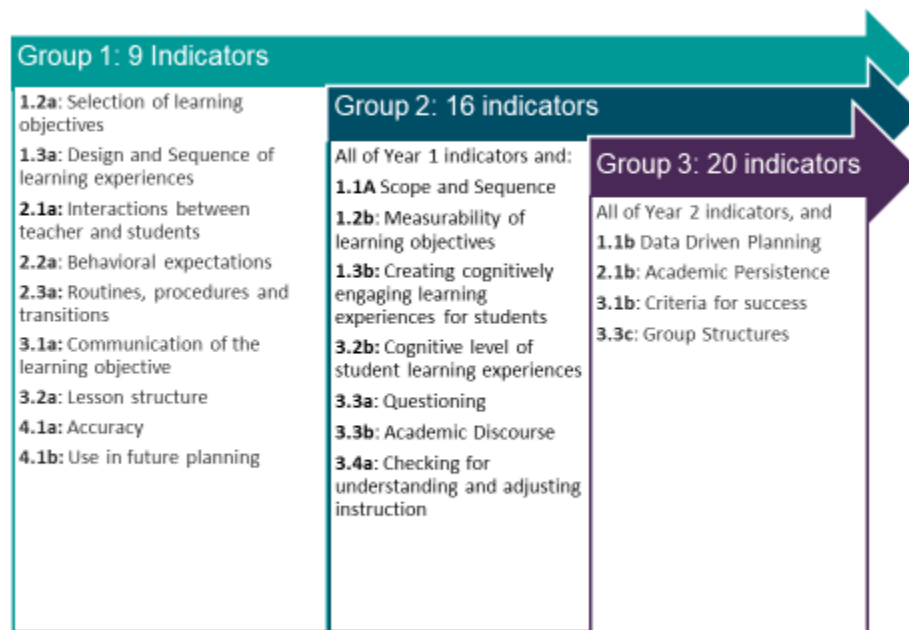 Group 1: 9 Indicators
1.2a: Selection of learning
objectives
1.3a: Design and Sequence of
learning experiences
2.1a: Interactions between
teacher and students
2.2a: Behavioral expectations
2.3a: Routines, procedures and
transitions
3.1a: Communication of the
learning objective
3.2a: Lesson structure
4.1a: Accuracy
4.1b: Use in future planning
Group 2: 16 indicators
All of Year 1 indicators and:
1.1A Scope and Sequence
1.2b: Measurability of
learning objectives
1.3b: Creating cognitively
engaging learning
experiences for students
3.2b: Cognitive level of
student learning experiences
3.3a: Questioning
3.3b: Academic Discourse
3.4a: Checking for
understanding and adjusting
instruction
Group 3: 20 indicators
All of Year 2 indicators, and
1.1b Data Driven Planning
2.1b: Academic Persistence
3.1b: Criteria for success
3.3c: Group Structures